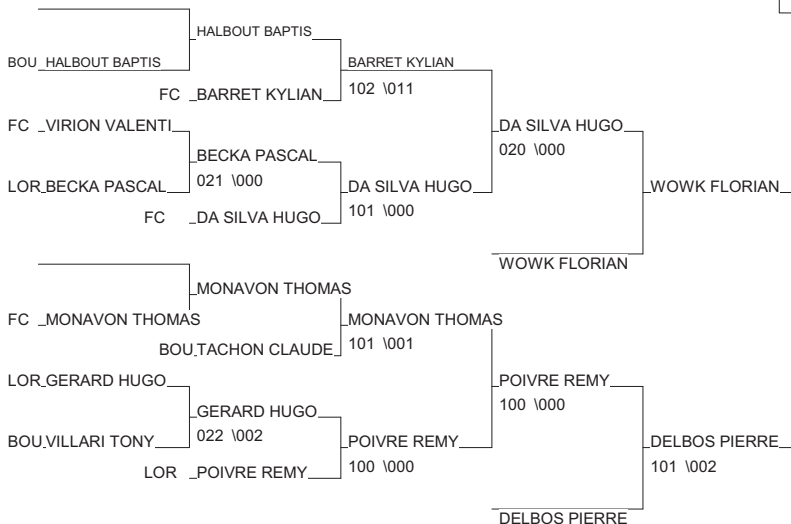 HALBOUT BAPTIS
BOU HALBOUT BAPTIS
BARRET KYLIAN
FC BARRET KYLIAN
102 \011
FC VIRION VALENTI
DA SILVA HUGO
020 \000
BECKA PASCAL
021 \000
LOR BECKA PASCAL
DA SILVA HUGO
101 \000
WOWK FLORIAN
FC DA SILVA HUGO
WOWK FLORIAN
MONAVON THOMAS
FC MONAVON THOMAS
MONAVON THOMAS
101 \001
BOU TACHON CLAUDE
LOR GERARD HUGO
POIVRE REMY
100 \000
GERARD HUGO
022 \002
BOU VILLARI TONY
POIVRE REMY
100 \000
DELBOS PIERRE
101 \002
LOR POIVRE REMY
DELBOS PIERRE